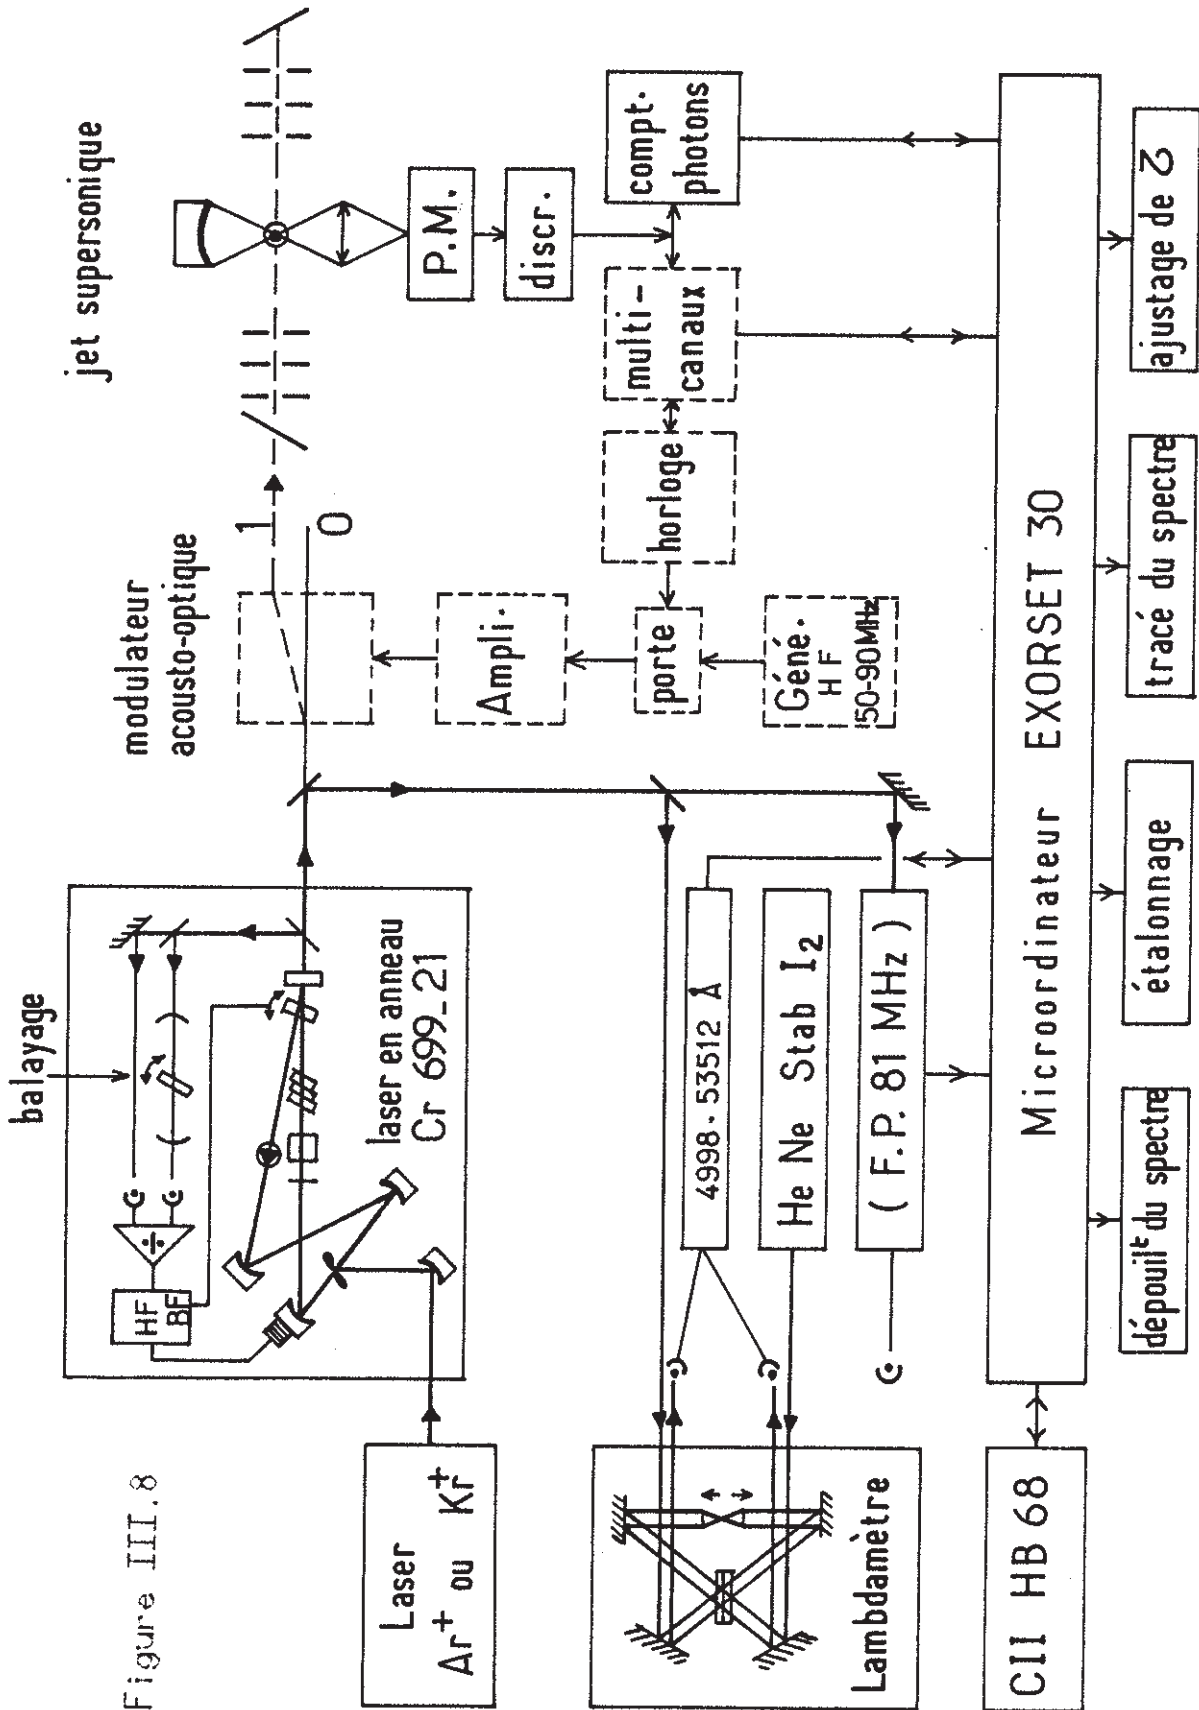 Figure III.8
balayage
HF
BF
÷
laser en anneau
Cr 699_21
Laser
Ar+ ou Kr+
modulateur
acousto-optique
1
0
jet supersonique
Ampli.
porte
Géné.
HF
50-90MHz
horloge
multi-
canaux
P.M.
discr.
compt.
photons
Lambdamètre
4998.53512 Å
He Ne Stab I2
(F.P. 81 MHz)
CII HB 68
Microordinateur EXORSET 30
dépouilt du spectre
étalonnage
tracé du spectre